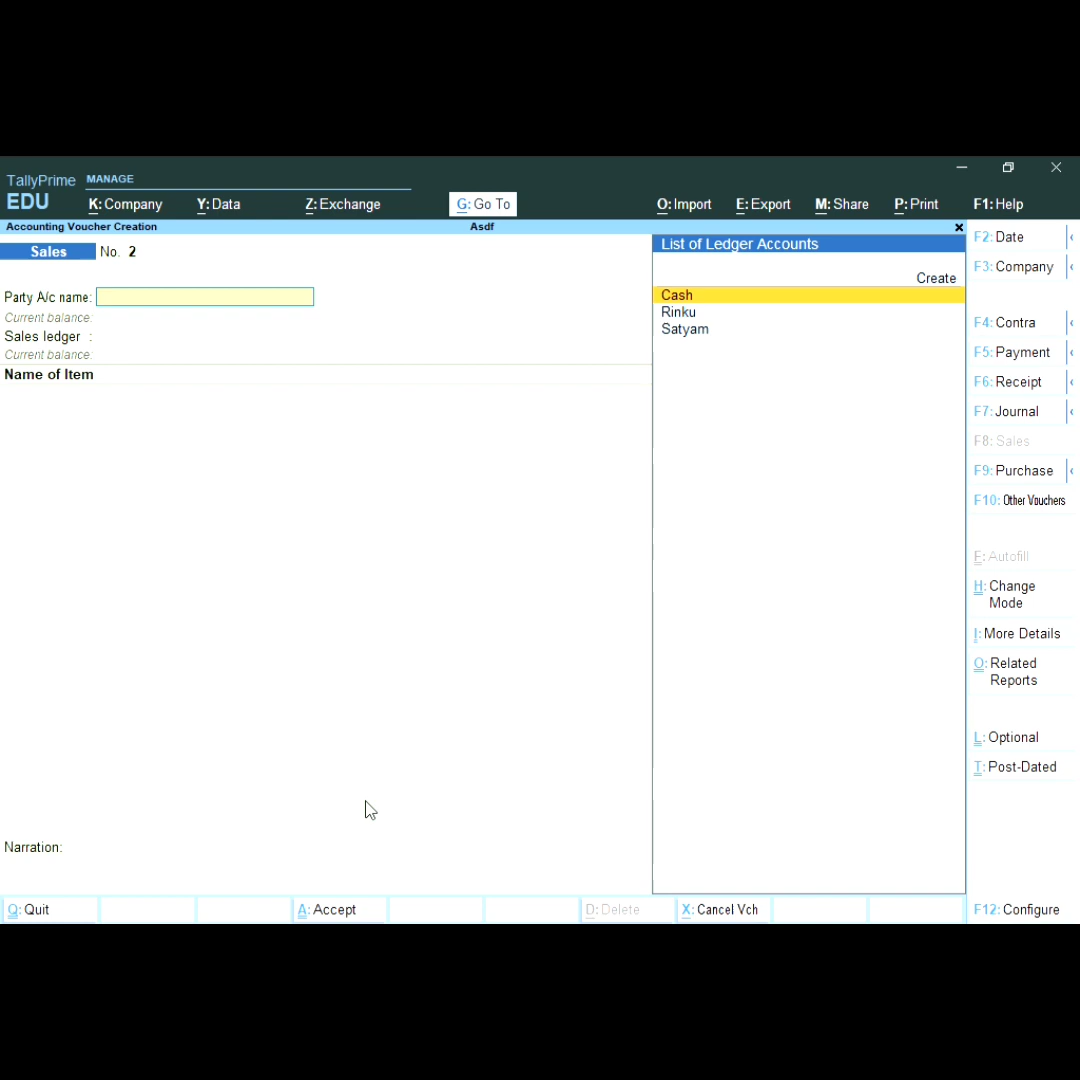 TallyPrime MANAGE
EDU K: Company Y: Data Z: Exchange G: Go To O: Import E: Export M: Share P: Print F1: Help
Accounting Voucher Creation Asdf
Sales No. 2
Party A/c name:
Current balance:
Sales ledger :
Current balance:
Name of Item
Narration:
List of Ledger Accounts
Create
Cash
Rinku
Satyam
F2: Date
F3: Company
F4: Contra
F5: Payment
F6: Receipt
F7: Journal
F8: Sales
F9: Purchase
F10: Other Vouchers
F: Autofill
H: Change
Mode
I: More Details
O: Related
Reports
L: Optional
T: Post-Dated
Q: Quit A: Accept D: Delete X: Cancel Vch F12: Configure